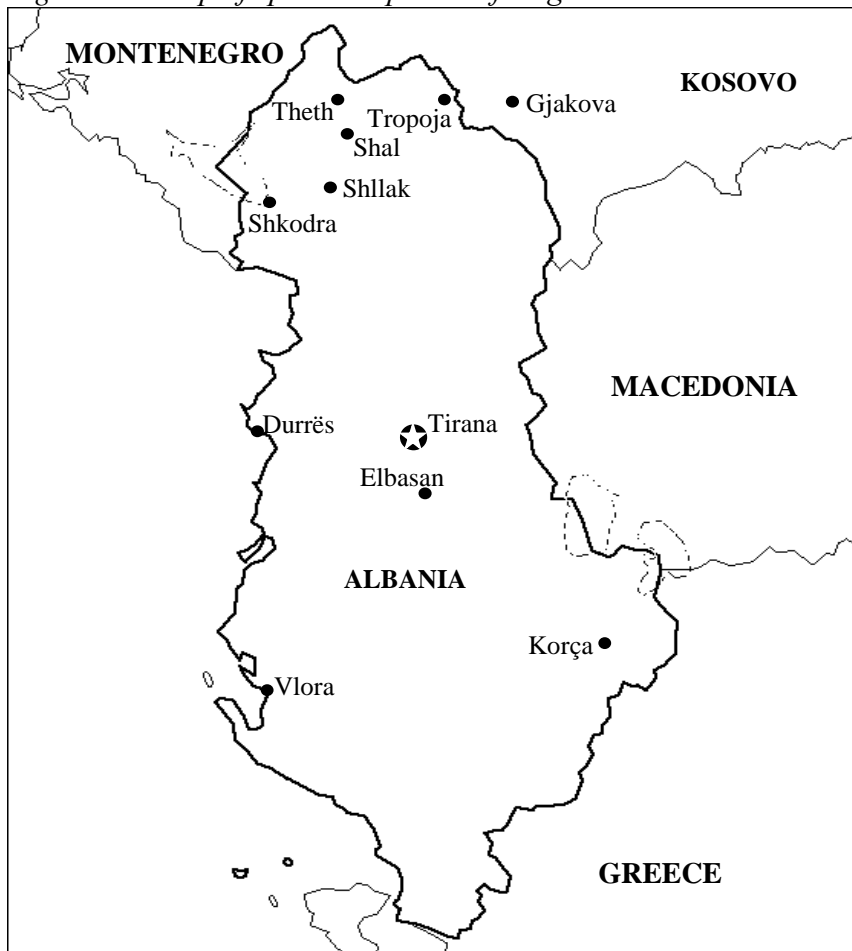 MONTENEGRO
KOSOVO
Theth
Tropoja
Gjakova
Shal
Shllak
Shkodra
MACEDONIA
Durrës
Tirana
Elbasan
ALBANIA
Korça
Vlora
GREECE